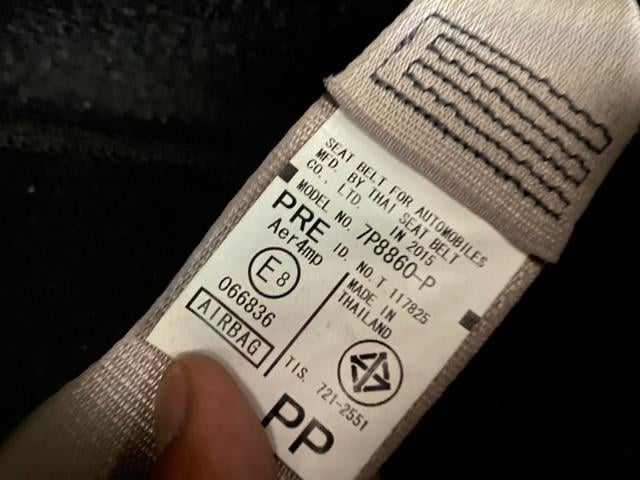 SEAT BELT FOR AUTOMOBILES
MFD. BY THAI SEAT BELT
CO., LTD. IN 2015
MODEL NO. 7P8860-P
PRE ID. NO. T 117825
Aer4mp
E8
066836
AIRBAG
MADE IN
THAILAND
TIS. 721-2551
PP